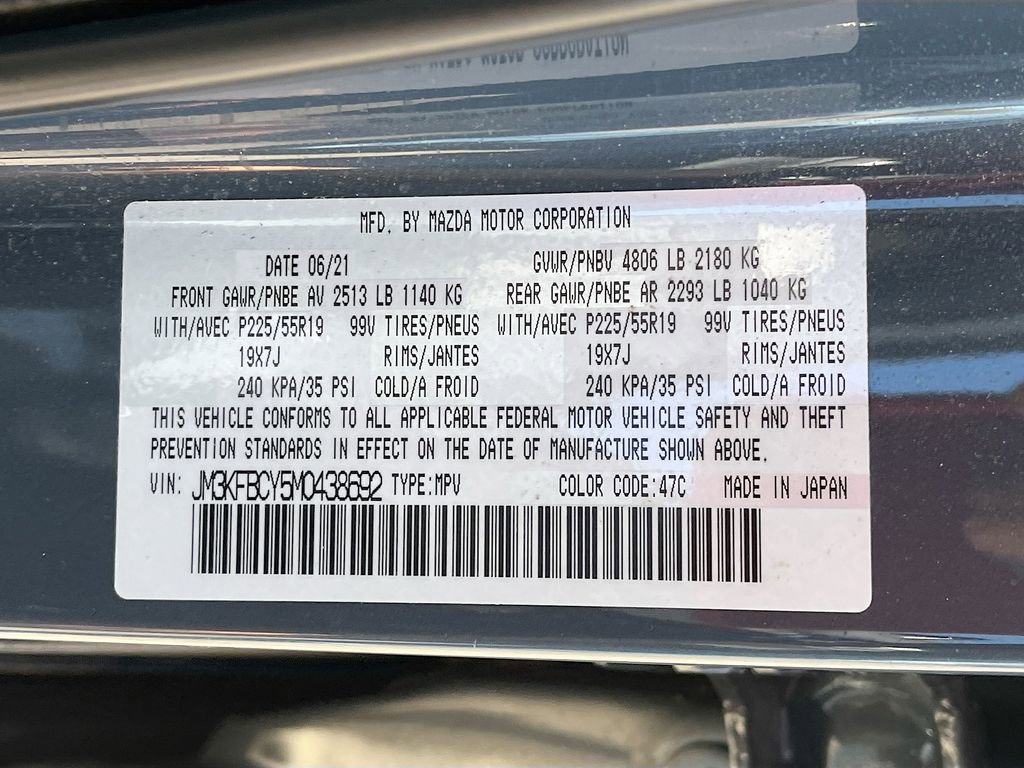 MFD. BY MAZDA MOTOR CORPORATION
DATE 06/21 GVWR/PNBV 4806 LB 2180 KG
FRONT GAWR/PNBE AV 2513 LB 1140 KG REAR GAWR/PNBE AR 2293 LB 1040 KG
WITH/AVEC P225/55R19 99V TIRES/PNEUS WITH/AVEC P225/55R19 99V TIRES/PNEUS
19X7J RIMS/JANTES 19X7J RIMS/JANTES
240 KPA/35 PSI COLD/A FROID 240 KPA/35 PSI COLD/A FROID
THIS VEHICLE CONFORMS TO ALL APPLICABLE FEDERAL MOTOR VEHICLE SAFETY AND THEFT
PREVENTION STANDARDS IN EFFECT ON THE DATE OF MANUFACTURE SHOWN ABOVE.
VIN: JM3KFBCY5M0438692 TYPE:MPV COLOR CODE:47C MADE IN JAPAN